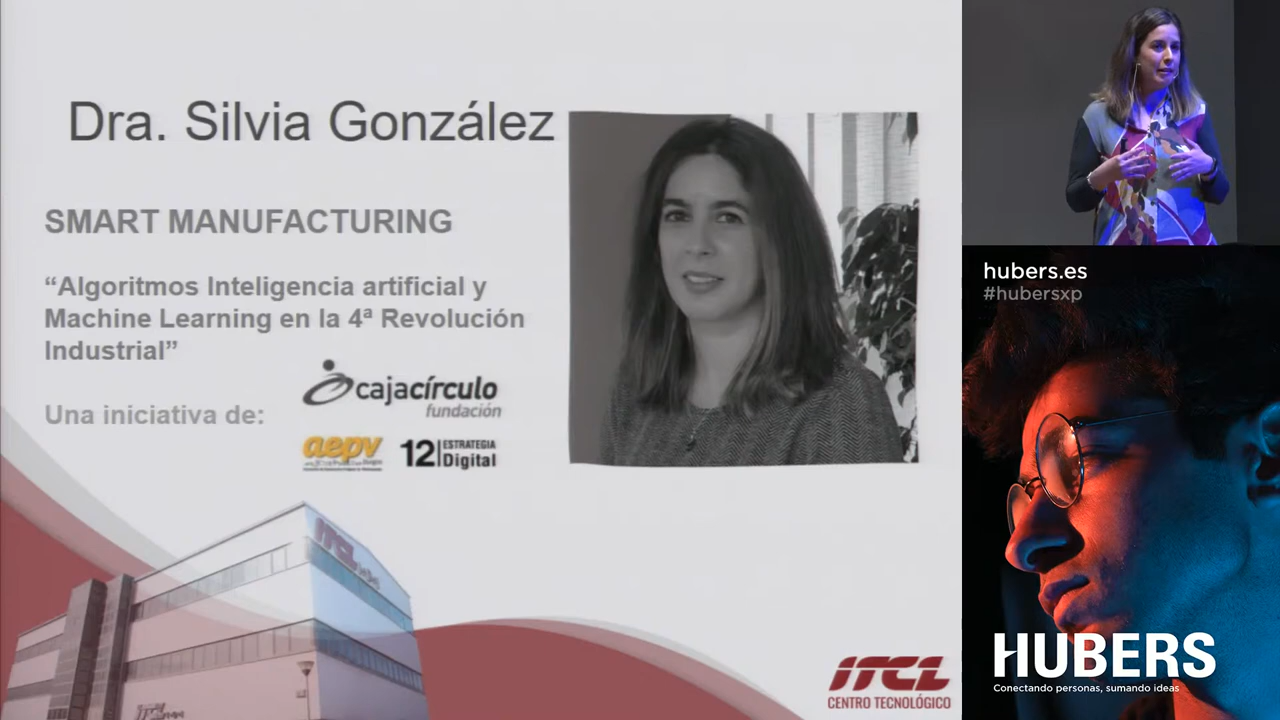 Dra. Silvia González
SMART MANUFACTURING
“Algoritmos Inteligencia artificial y
Machine Learning en la 4ª Revolución
Industrial”
Una iniciativa de:
cajacírculo
fundación
aepv
12 ESTRATEGIA
Digital
ITCL
ITCL
CENTRO TECNOLÓGICO
hubers.es
#hubersxp
HUBERS
Conectando personas, sumando ideas